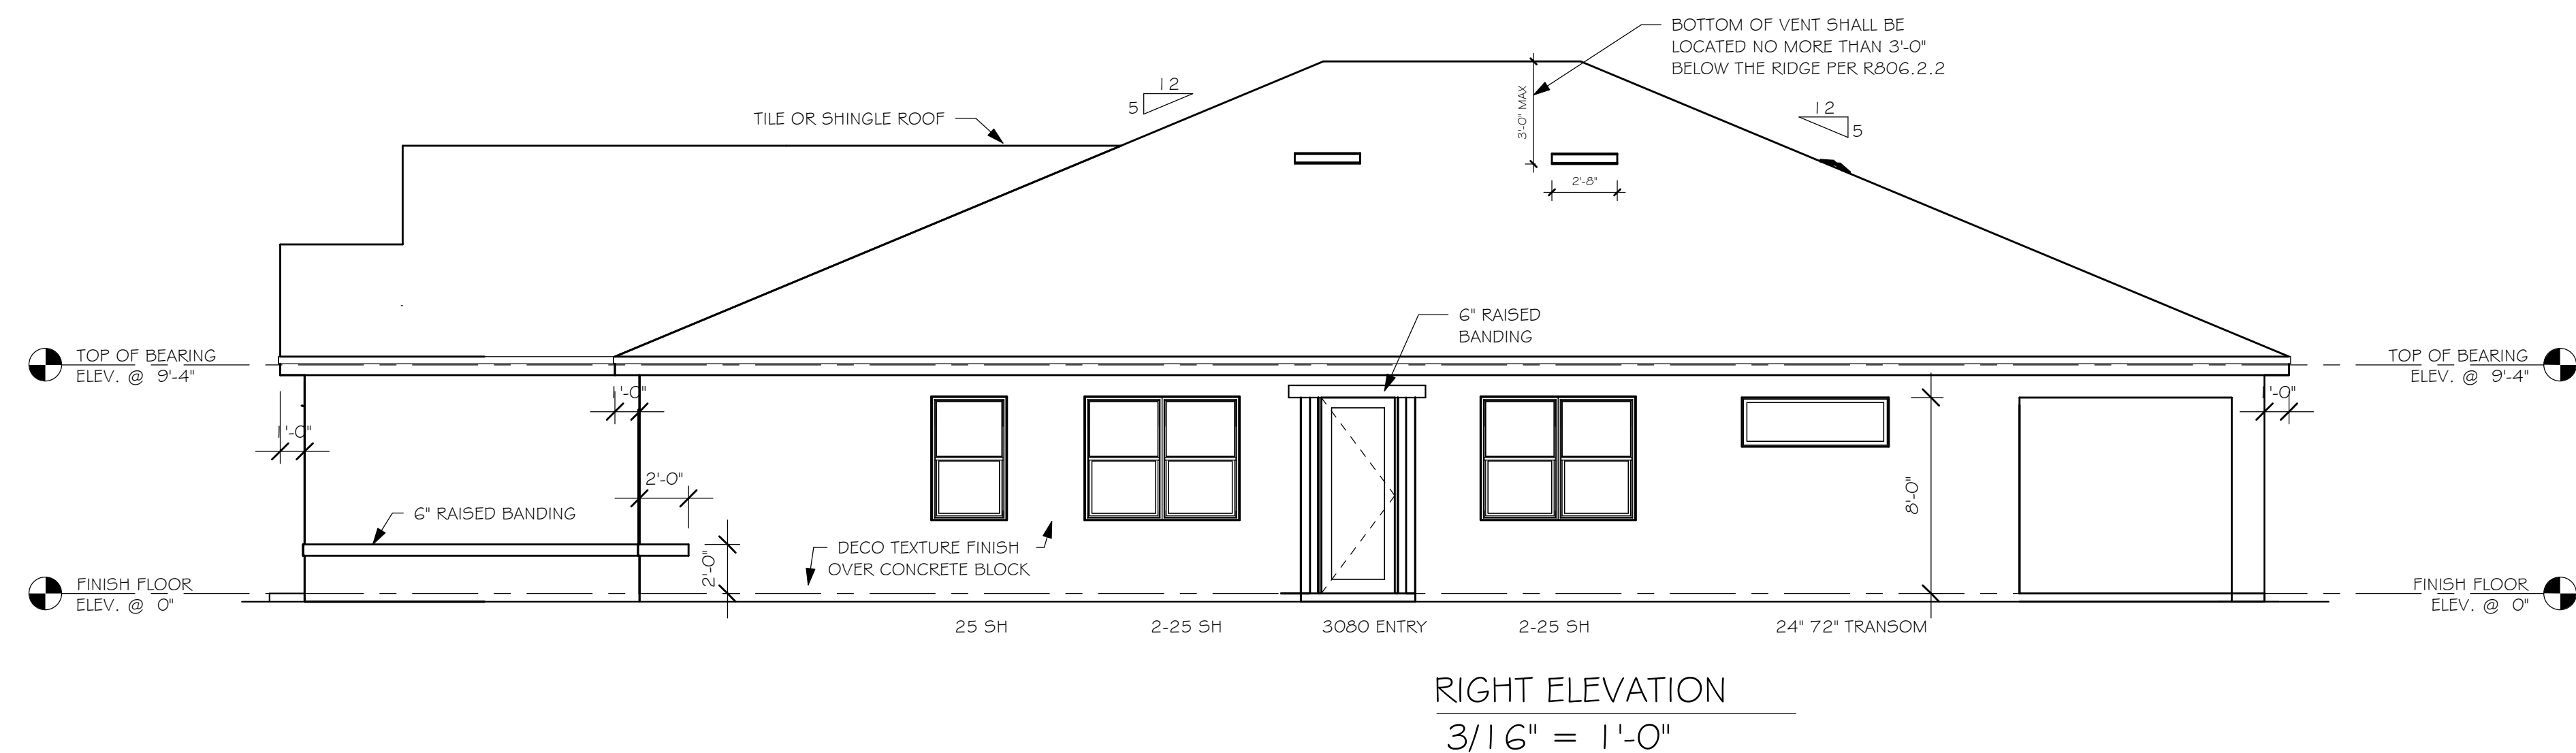 BOTTOM OF VENT SHALL BE
LOCATED NO MORE THAN 3'-0"
BELOW THE RIDGE PER R806.2.2
12
5
12
5
TILE OR SHINGLE ROOF
3'-0" MAX
2'-8"
6" RAISED
BANDING
TOP OF BEARING
ELEV. @ 9'-4"
TOP OF BEARING
ELEV. @ 9'-4"
1'-0"
1'-0"
1'-0"
2'-0"
8'-0"
6" RAISED BANDING
DECO TEXTURE FINISH
OVER CONCRETE BLOCK
2'-0"
FINISH FLOOR
ELEV. @ 0"
FINISH FLOOR
ELEV. @ 0"
25 SH
2-25 SH
3080 ENTRY
2-25 SH
24" 72" TRANSOM
RIGHT ELEVATION
3/16" = 1'-0"